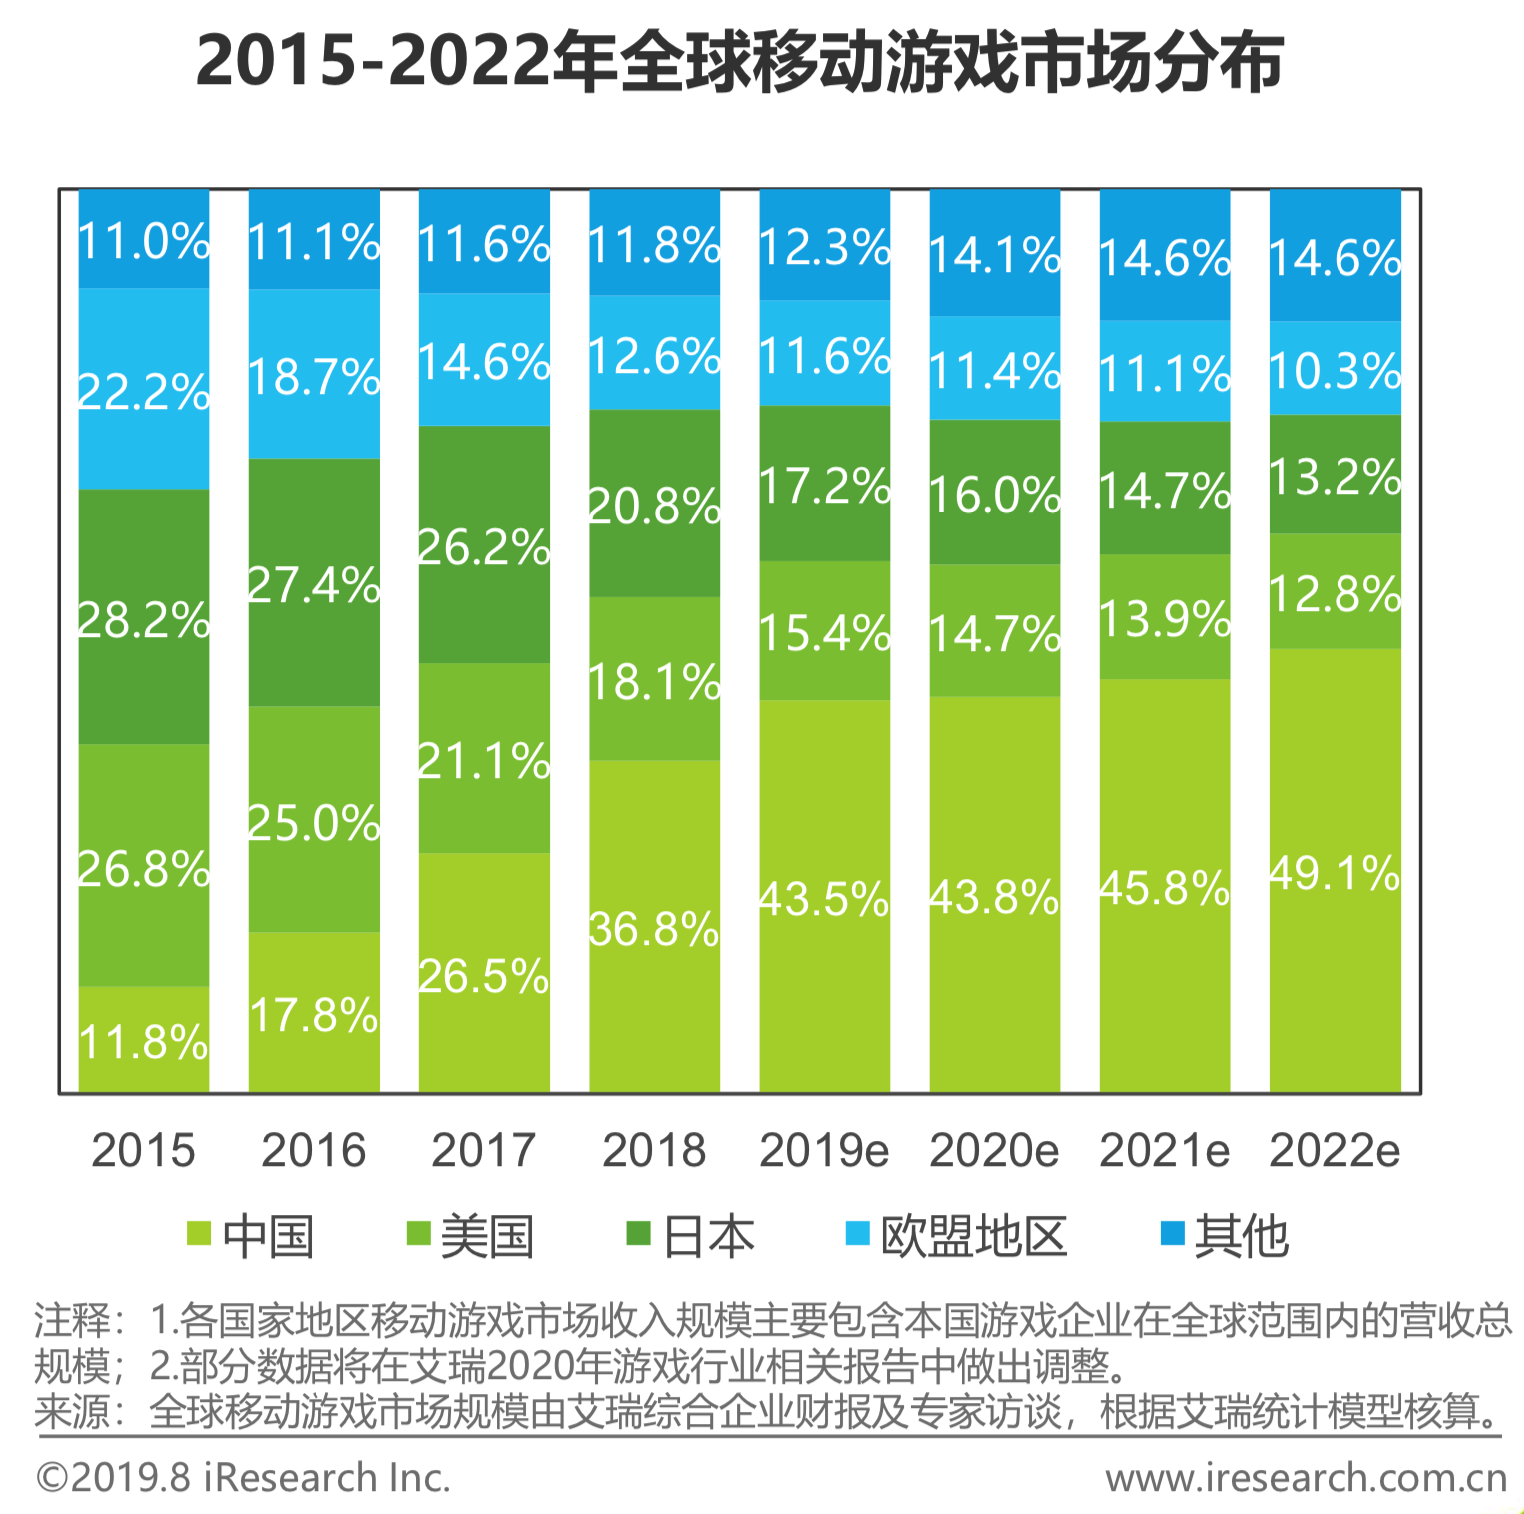 2015-2022年全球移动游戏市场分布
11.0% 11.1% 11.6% 11.8% 12.3% 14.1% 14.6% 14.6%
22.2% 18.7% 14.6% 12.6% 11.6% 11.4% 11.1% 10.3%
28.2% 27.4% 26.2% 20.8% 17.2% 16.0% 14.7% 13.2%
26.8% 25.0% 21.1% 18.1% 15.4% 14.7% 13.9% 12.8%
11.8% 17.8% 26.5% 36.8% 43.5% 43.8% 45.8% 49.1%
2015 2016 2017 2018 2019e 2020e 2021e 2022e
中国 美国 日本 欧盟地区 其他
注释：1.各国家地区移动游戏市场收入规模主要包含本国游戏企业在全球范围内的营收总
规模；2.部分数据将在艾瑞2020年游戏行业相关报告中做出调整。
来源：全球移动游戏市场规模由艾瑞综合企业财报及专家访谈，根据艾瑞统计模型核算。
©2019.8 iResearch Inc. www.iresearch.com.cn